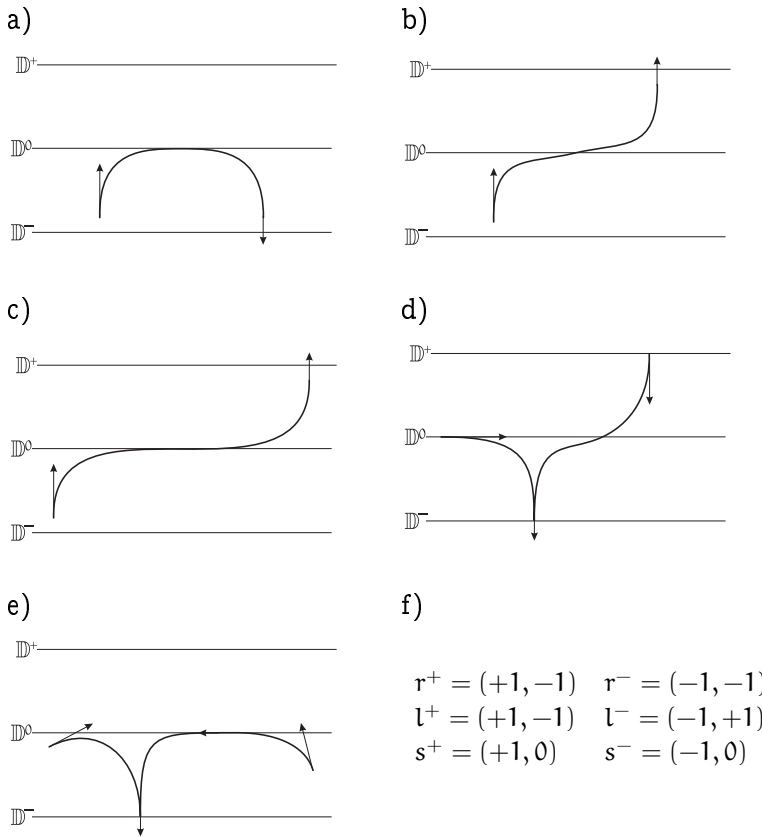 a)
𝔻⁺
𝔻⁰
𝔻⁻
b)
𝔻⁺
𝔻⁰
𝔻⁻
c)
𝔻⁺
𝔻⁰
𝔻⁻
d)
𝔻⁺
𝔻⁰
𝔻⁻
e)
𝔻⁺
𝔻⁰
𝔻⁻
f)
r⁺ = (+1, −1) r⁻ = (−1, −1)
l⁺ = (+1, −1) l⁻ = (−1, +1)
s⁺ = (+1, 0) s⁻ = (−1, 0)